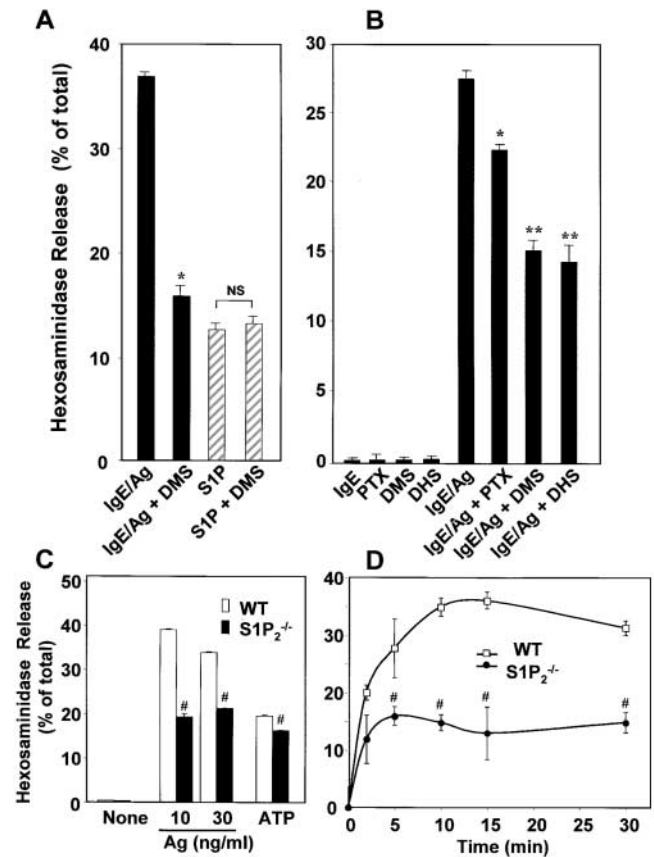 A
Hexosaminidase Release (% of total)
40
30
20
10
0
*
NS
IgE/Ag
IgE/Ag + DMS
S1P
S1P + DMS
B
30
25
20
15
10
5
0
*
**
**
IgE
PTX
DMS
DHS
IgE/Ag
IgE/Ag + PTX
IgE/Ag + DMS
IgE/Ag + DHS
C
Hexosaminidase Release
(% of total)
50
40
30
20
10
0
WT
S1P₂⁻/⁻
#
#
#
None
10
30
ATP
Ag (ng/ml)
D
45
30
15
0
WT
S1P₂⁻/⁻
#
#
#
#
0
5
10
15
20
25
30
Time (min)